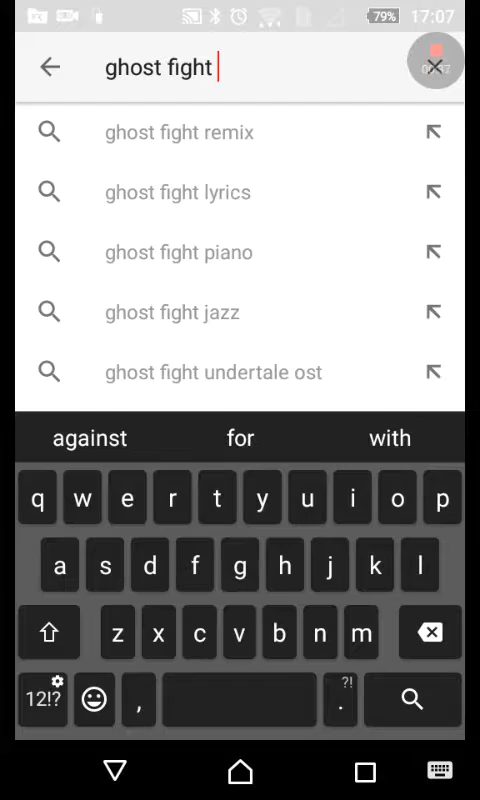 79% 17:07
ghost fight
ghost fight remix
ghost fight lyrics
ghost fight piano
ghost fight jazz
ghost fight undertale ost
against for with
q w e r t y u i o p
a s d f g h j k l
z x c v b n m
12!? , . ?!